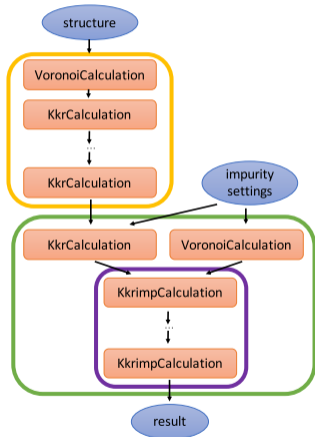 structure
VoronoiCalculation
KkrCalculation
...
KkrCalculation
impurity
settings
KkrCalculation
VoronoiCalculation
KkrimpCalculation
...
KkrimpCalculation
result